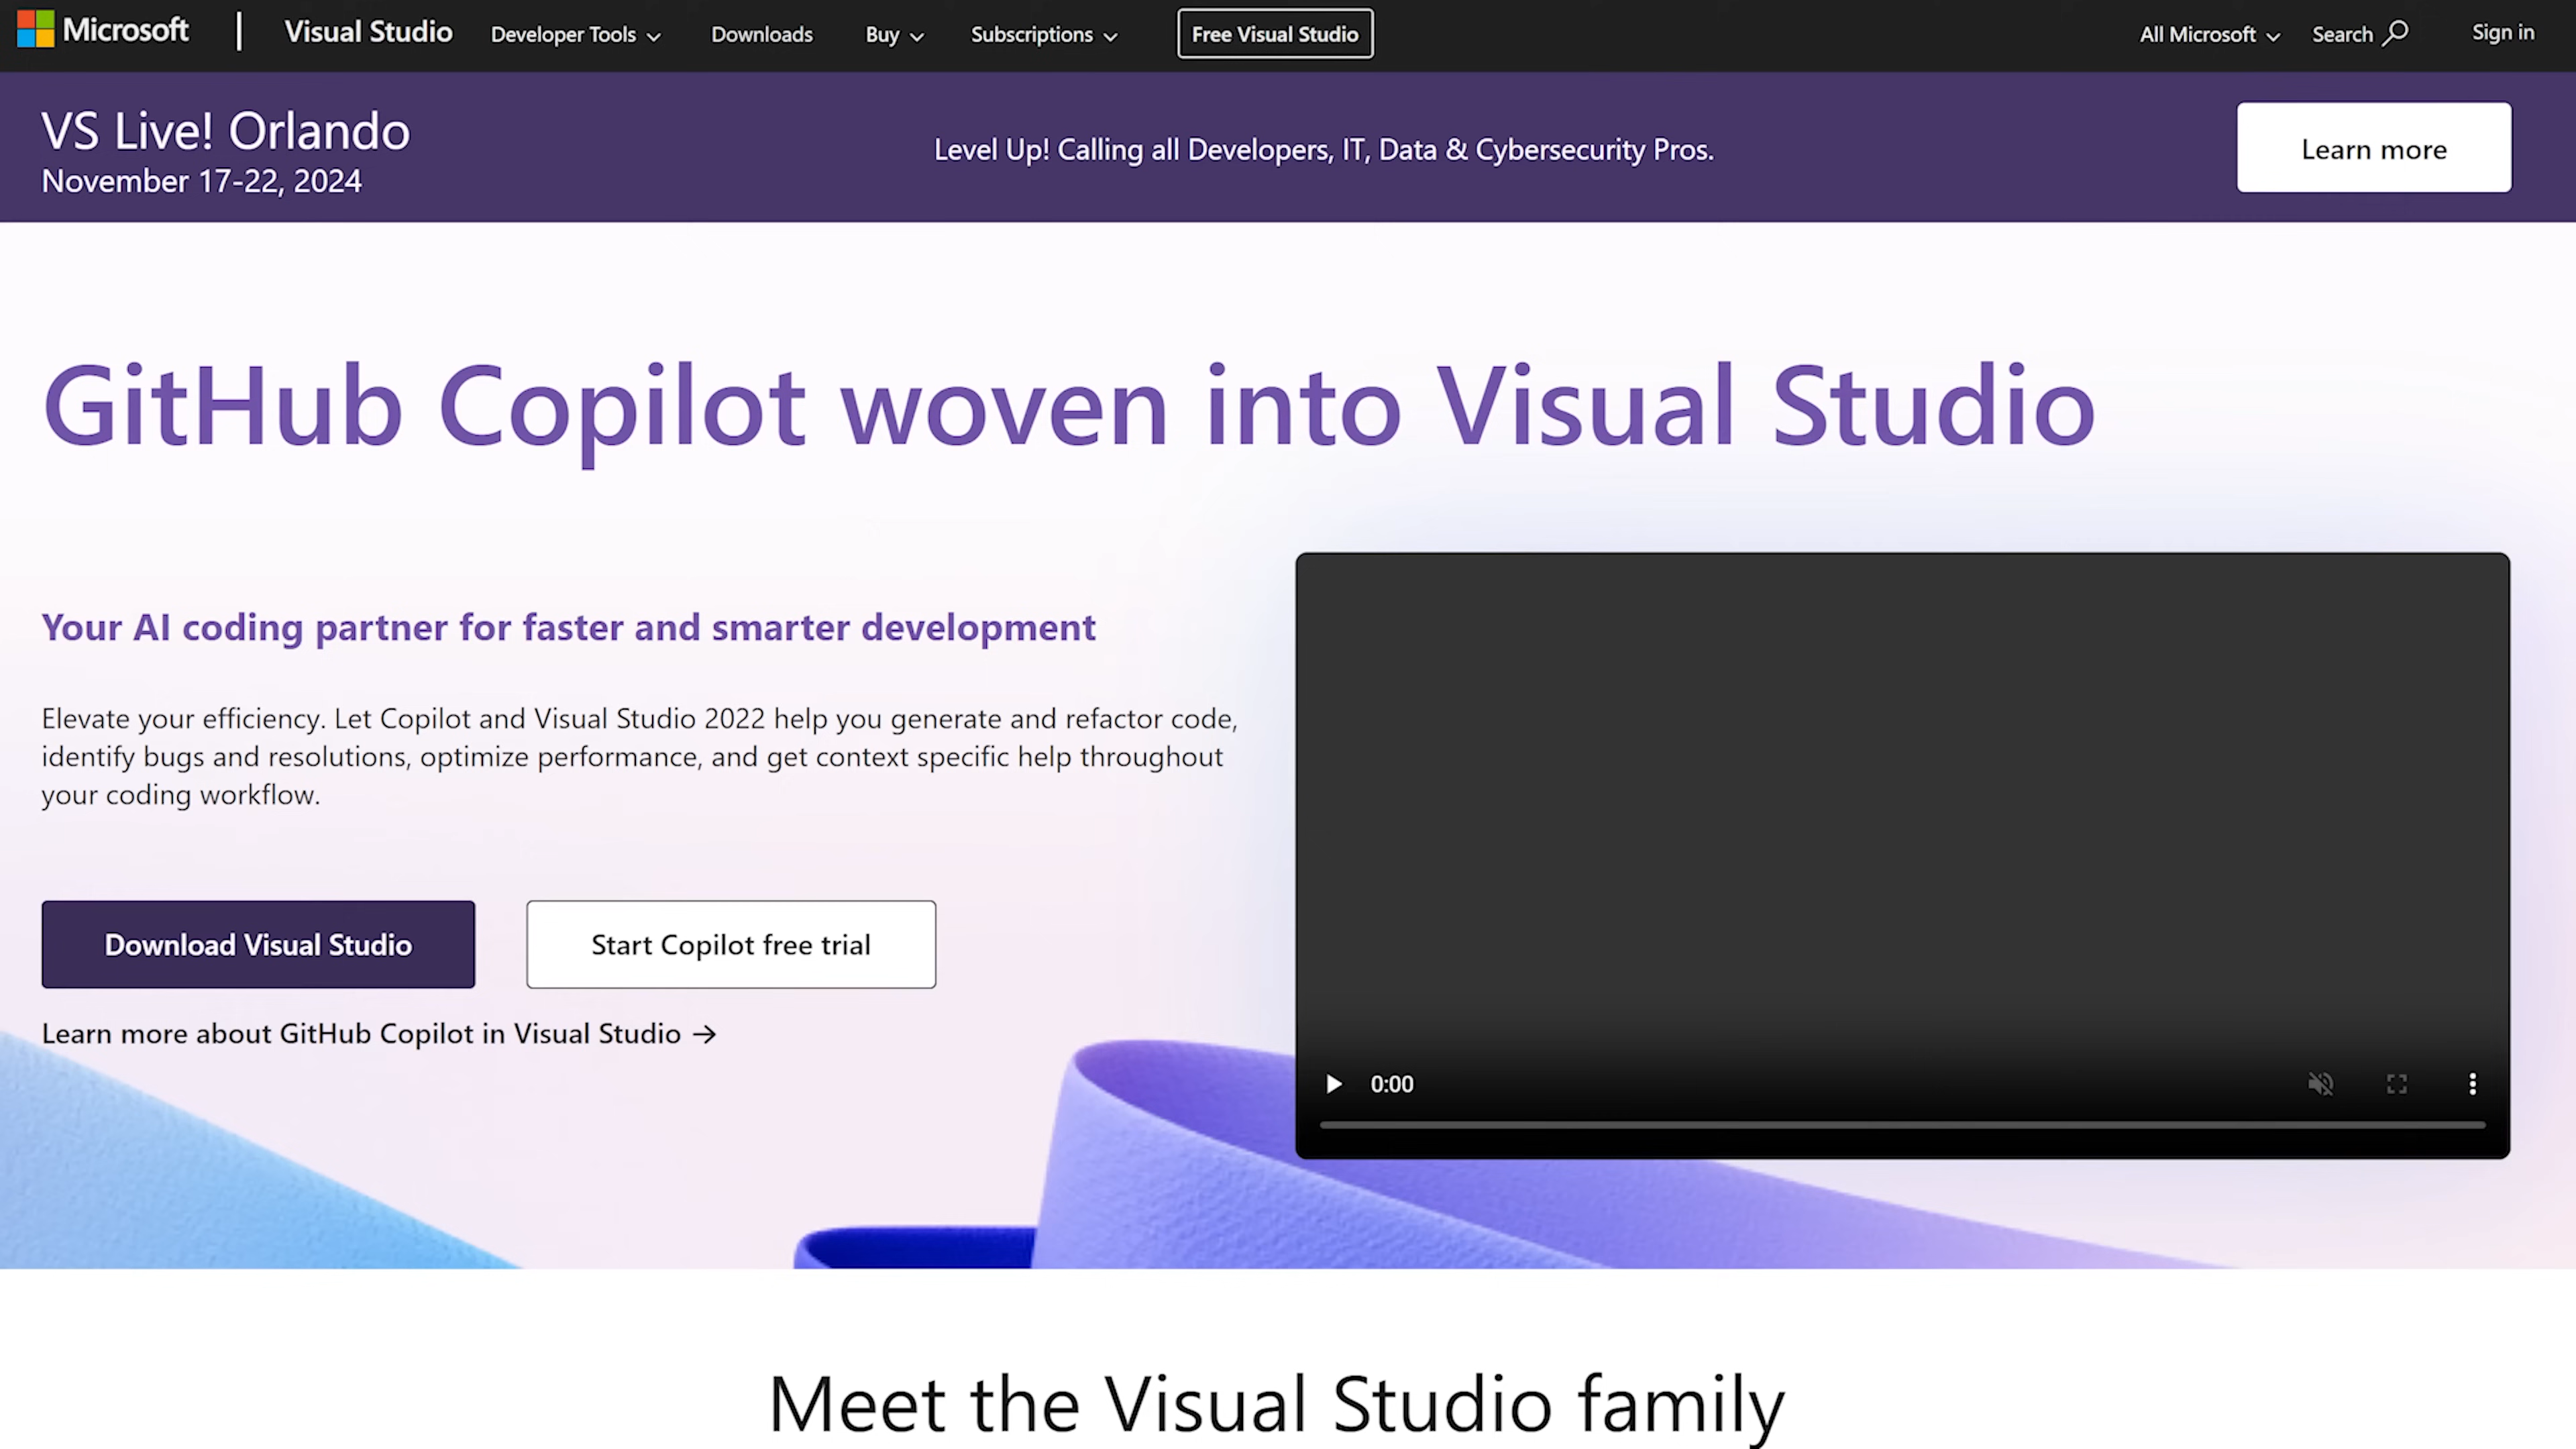 Microsoft
Visual Studio
Developer Tools
Downloads
Buy
Subscriptions
Free Visual Studio
All Microsoft
Search
Sign in
VS Live! Orlando
November 17-22, 2024
Level Up! Calling all Developers, IT, Data & Cybersecurity Pros.
Learn more
GitHub Copilot woven into Visual Studio
Your AI coding partner for faster and smarter development
Elevate your efficiency. Let Copilot and Visual Studio 2022 help you generate and refactor code,
identify bugs and resolutions, optimize performance, and get context specific help throughout
your coding workflow.
Download Visual Studio
Start Copilot free trial
Learn more about GitHub Copilot in Visual Studio →
0:00
Meet the Visual Studio family